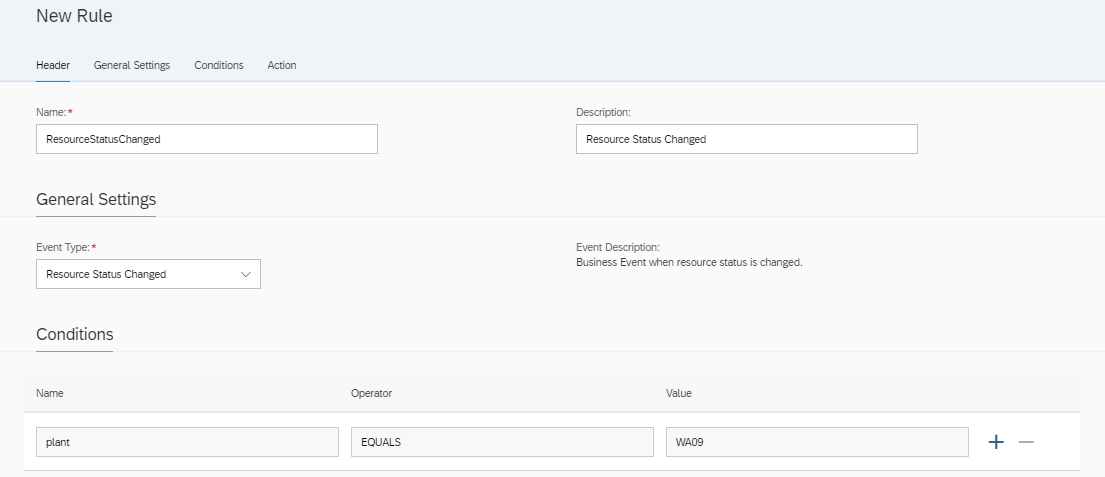 New Rule
Header General Settings Conditions Action
Name:* Description:
ResourceStatusChanged Resource Status Changed
General Settings
Event Type:* Event Description:
Business Event when resource status is changed.
Resource Status Changed
Conditions
Name Operator Value
plant EQUALS WA09